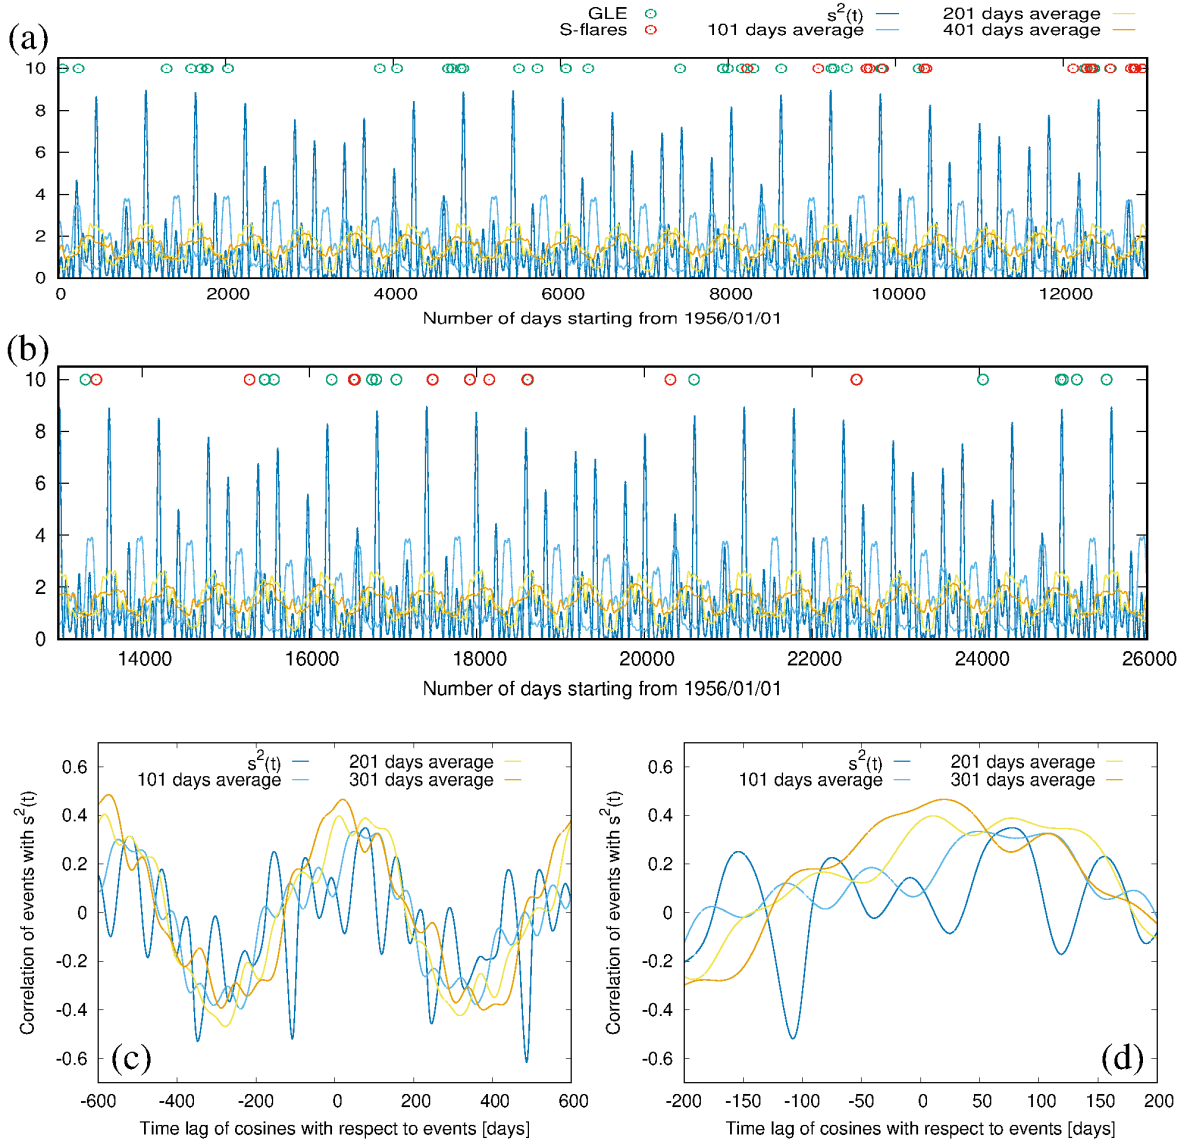 (a)
GLE s²(t) 201 days average
S-flares 101 days average 401 days average
10
8
6
4
2
0
0 2000 4000 6000 8000 10000 12000
Number of days starting from 1956/01/01
(b)
10
8
6
4
2
0
14000 16000 18000 20000 22000 24000 26000
Number of days starting from 1956/01/01
s²(t) 201 days average
101 days average 301 days average
0.6
0.4
0.2
0
-0.2
-0.4
-0.6
Correlation of events with s²(t)
(c)
-600 -400 -200 0 200 400 600
Time lag of cosines with respect to events [days]
s²(t) 201 days average
101 days average 301 days average
0.6
0.4
0.2
0
-0.2
-0.4
-0.6
Correlation of events with s²(t)
(d)
-200 -150 -100 -50 0 50 100 150 200
Time lag of cosines with respect to events [days]